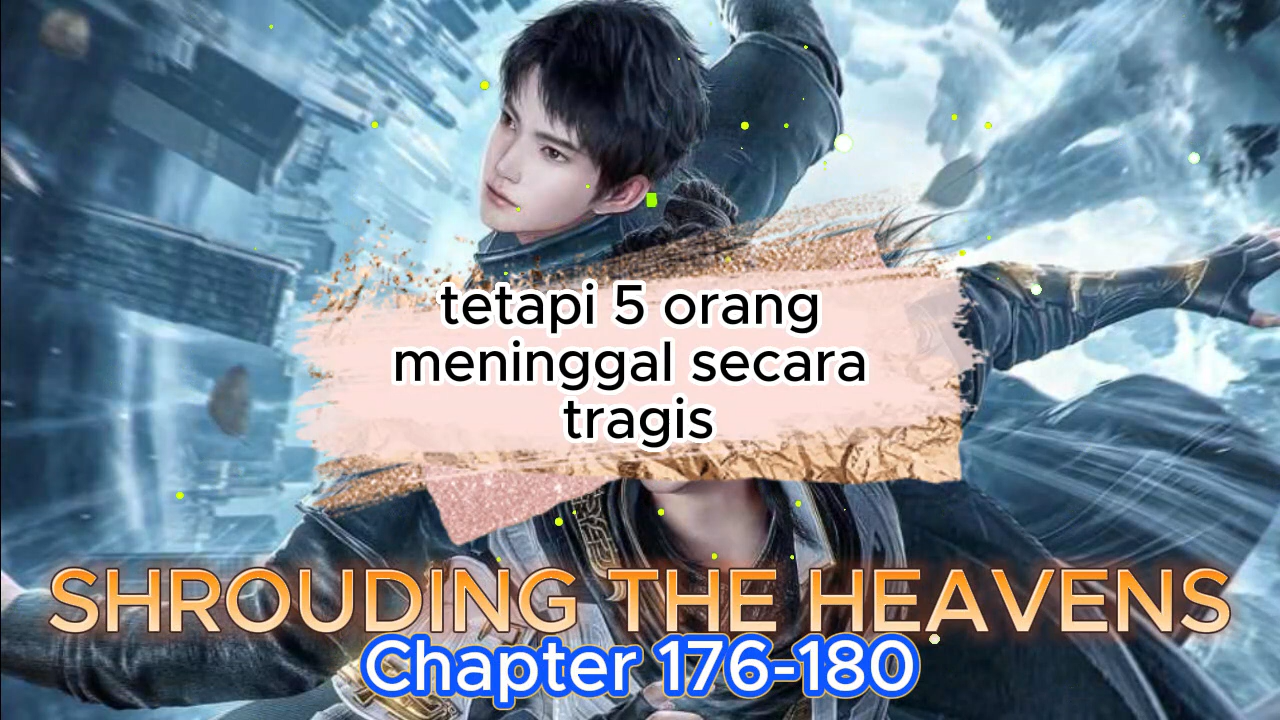 tetapi 5 orang
meninggal secara
tragis
SHROUDING THE HEAVENS
Chapter 176-180